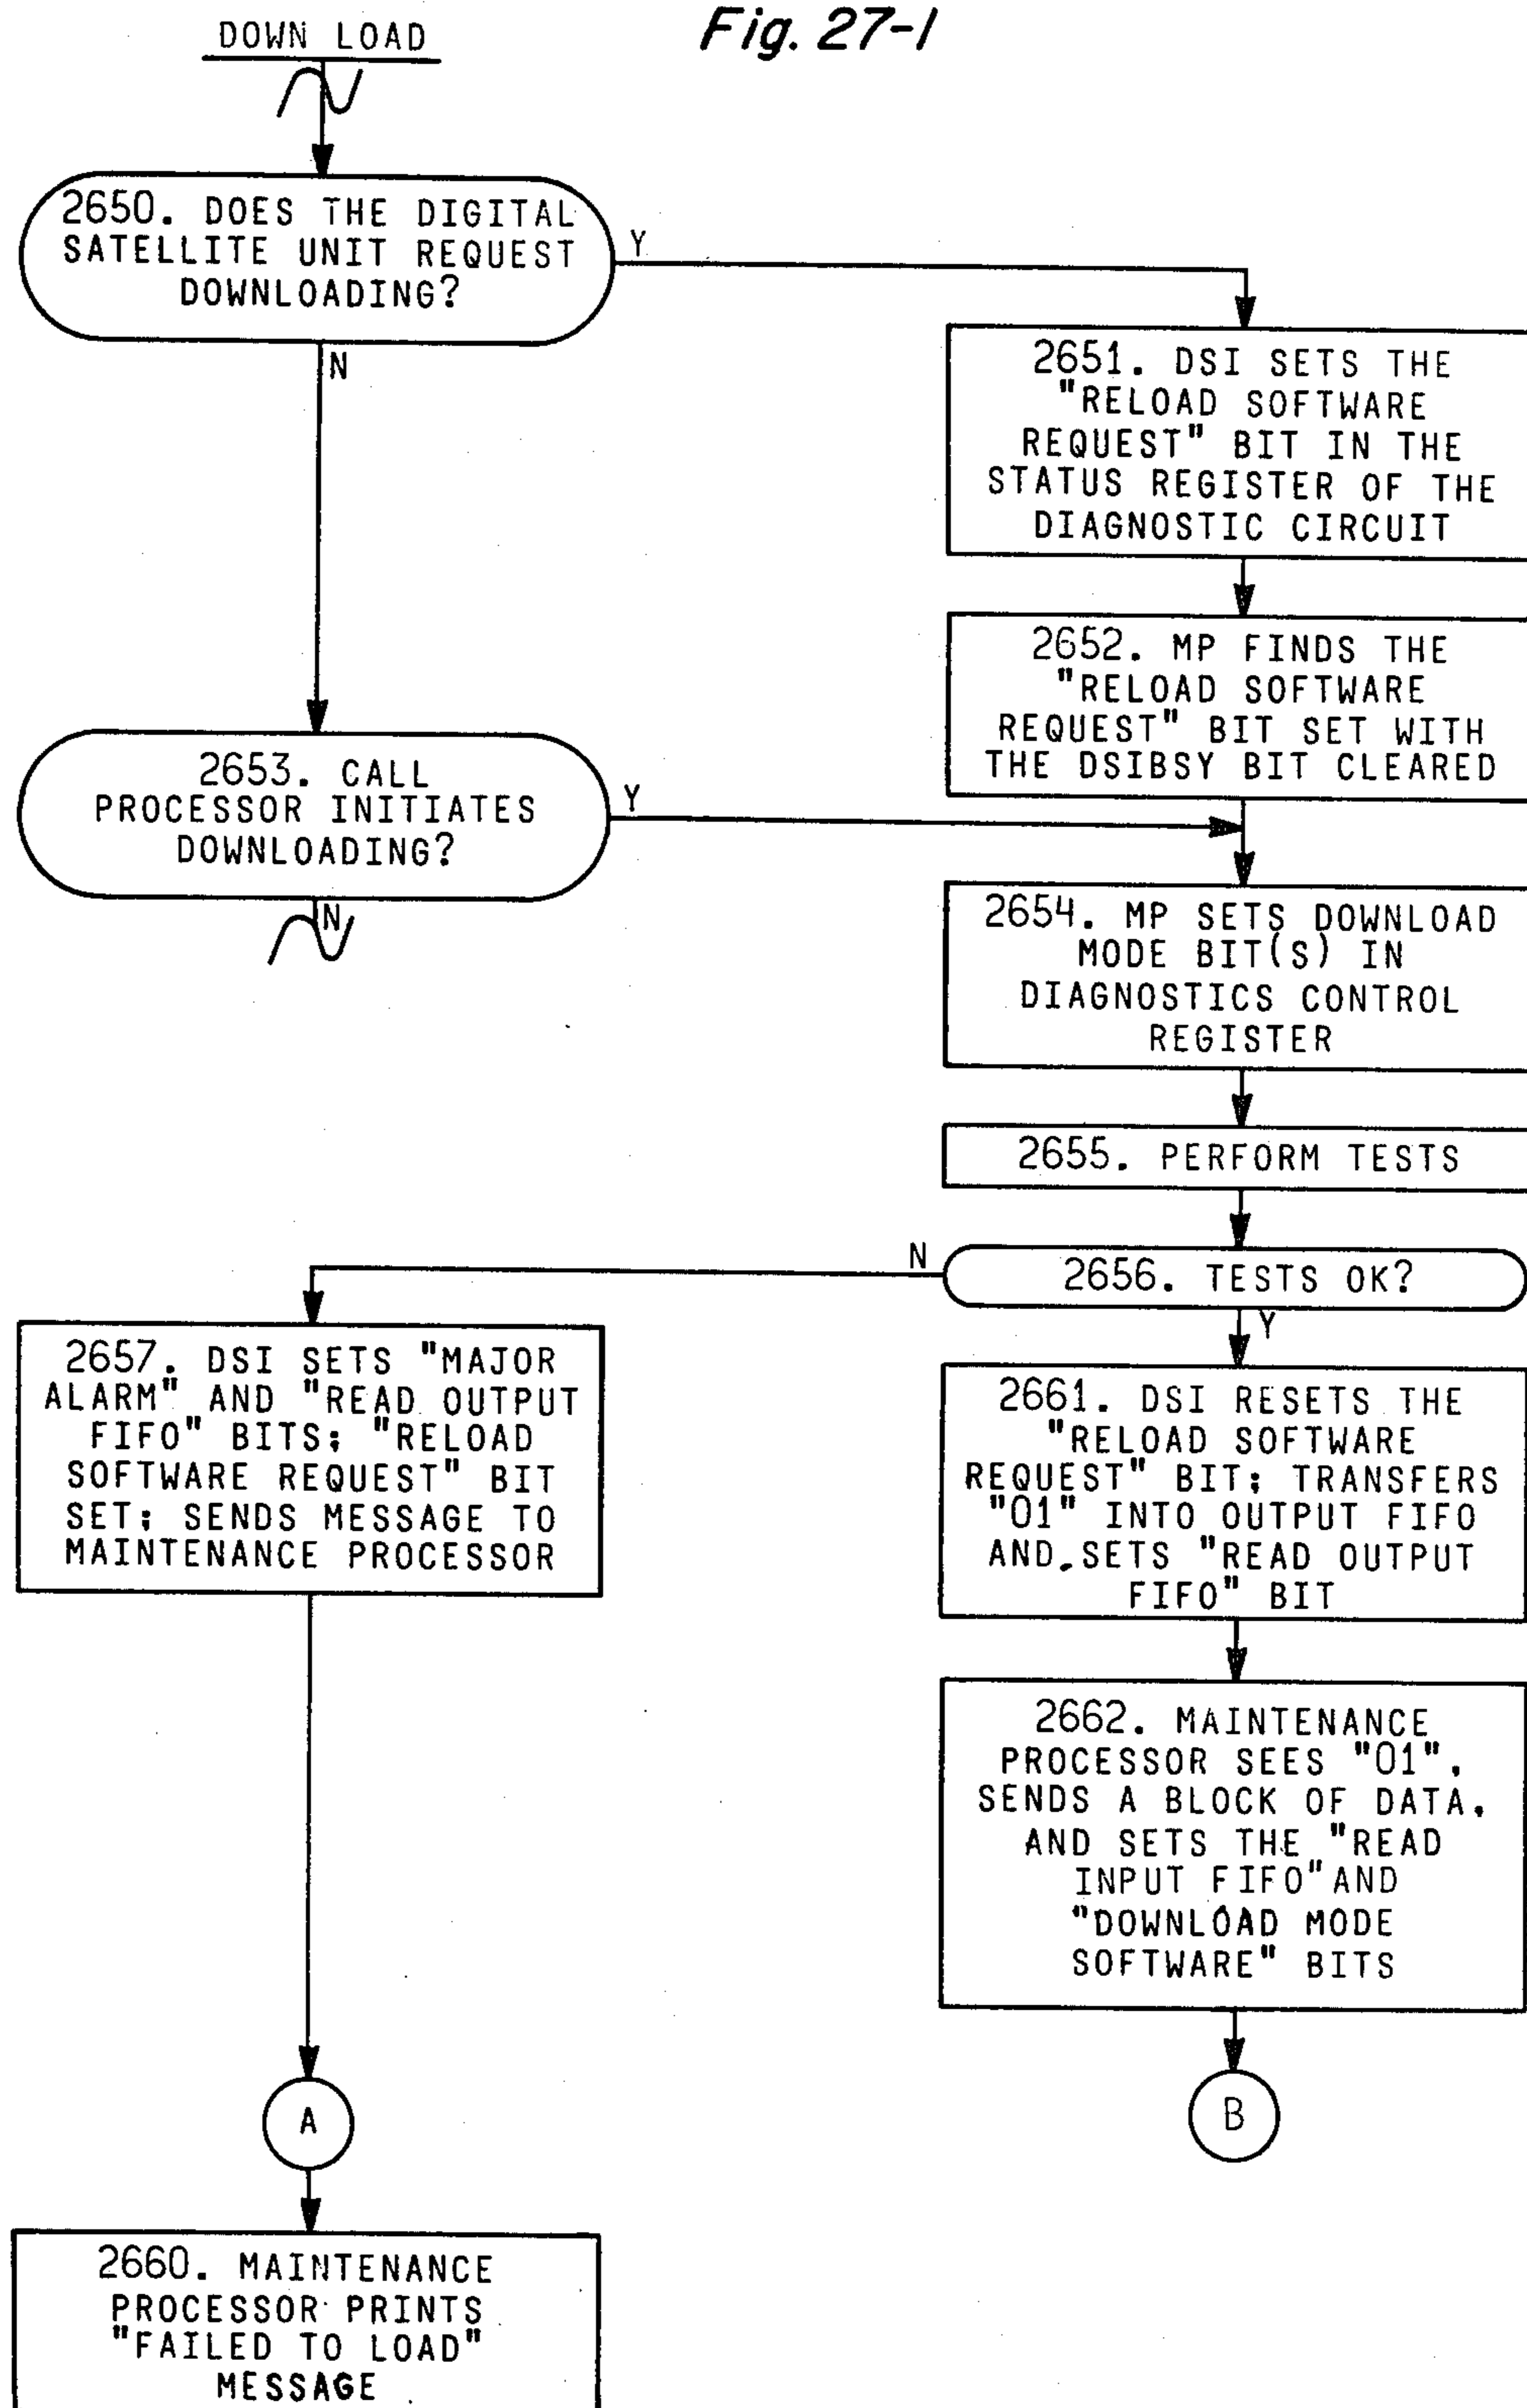 Fig. 27-1
DOWN LOAD
2650. DOES THE DIGITAL
SATELLITE UNIT REQUEST
DOWNLOADING?
Y
N
2651. DSI SETS THE
"RELOAD SOFTWARE
REQUEST" BIT IN THE
STATUS REGISTER OF THE
DIAGNOSTIC CIRCUIT
2652. MP FINDS THE
"RELOAD SOFTWARE
REQUEST" BIT SET WITH
THE DSIBSY BIT CLEARED
2653. CALL
PROCESSOR INITIATES
DOWNLOADING?
Y
N
2654. MP SETS DOWNLOAD
MODE BIT(S) IN
DIAGNOSTICS CONTROL
REGISTER
2655. PERFORM TESTS
2656. TESTS OK?
N
Y
2657. DSI SETS "MAJOR
ALARM" AND "READ OUTPUT
FIFO" BITS; "RELOAD
SOFTWARE REQUEST" BIT
SET; SENDS MESSAGE TO
MAINTENANCE PROCESSOR
2661. DSI RESETS THE
"RELOAD SOFTWARE
REQUEST" BIT; TRANSFERS
"01" INTO OUTPUT FIFO
AND SETS "READ OUTPUT
FIFO" BIT
2662. MAINTENANCE
PROCESSOR SEES "01",
SENDS A BLOCK OF DATA,
AND SETS THE "READ
INPUT FIFO" AND
"DOWNLOAD MODE
SOFTWARE" BITS
A
B
2660. MAINTENANCE
PROCESSOR PRINTS
"FAILED TO LOAD"
MESSAGE